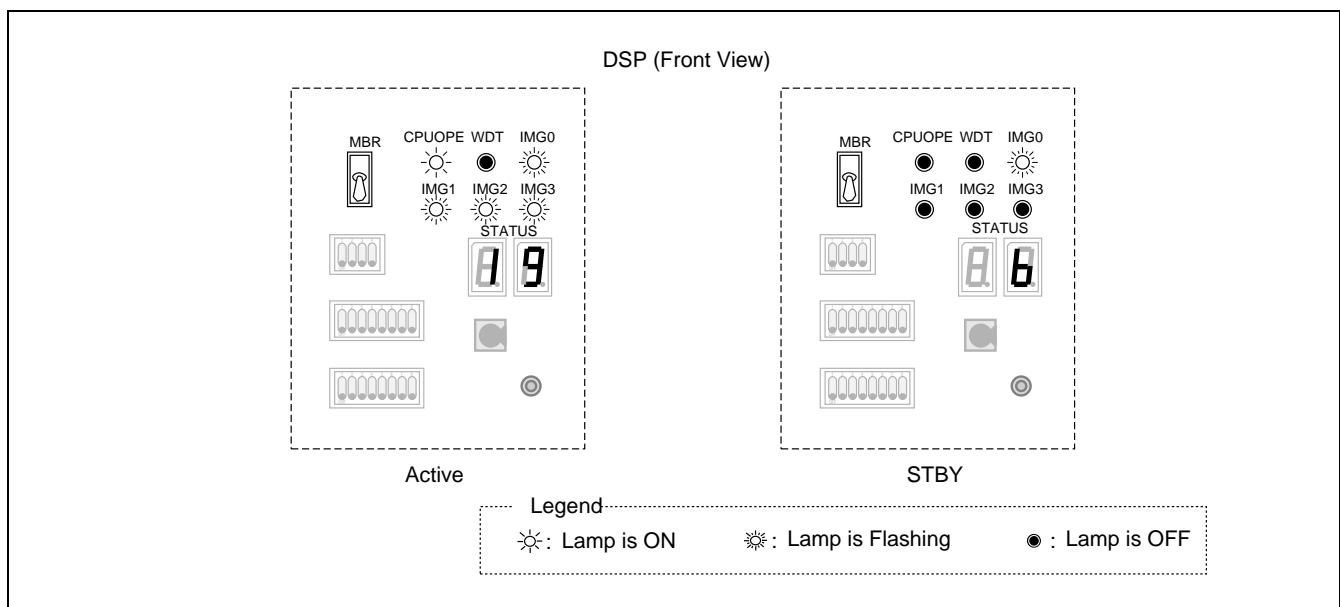 DSP (Front View)
MBR
CPUOPE WDT IMG0
IMG1 IMG2 IMG3
STATUS
19
Active
MBR
CPUOPE WDT IMG0
IMG1 IMG2 IMG3
STATUS
b
STBY
Legend
: Lamp is ON : Lamp is Flashing : Lamp is OFF